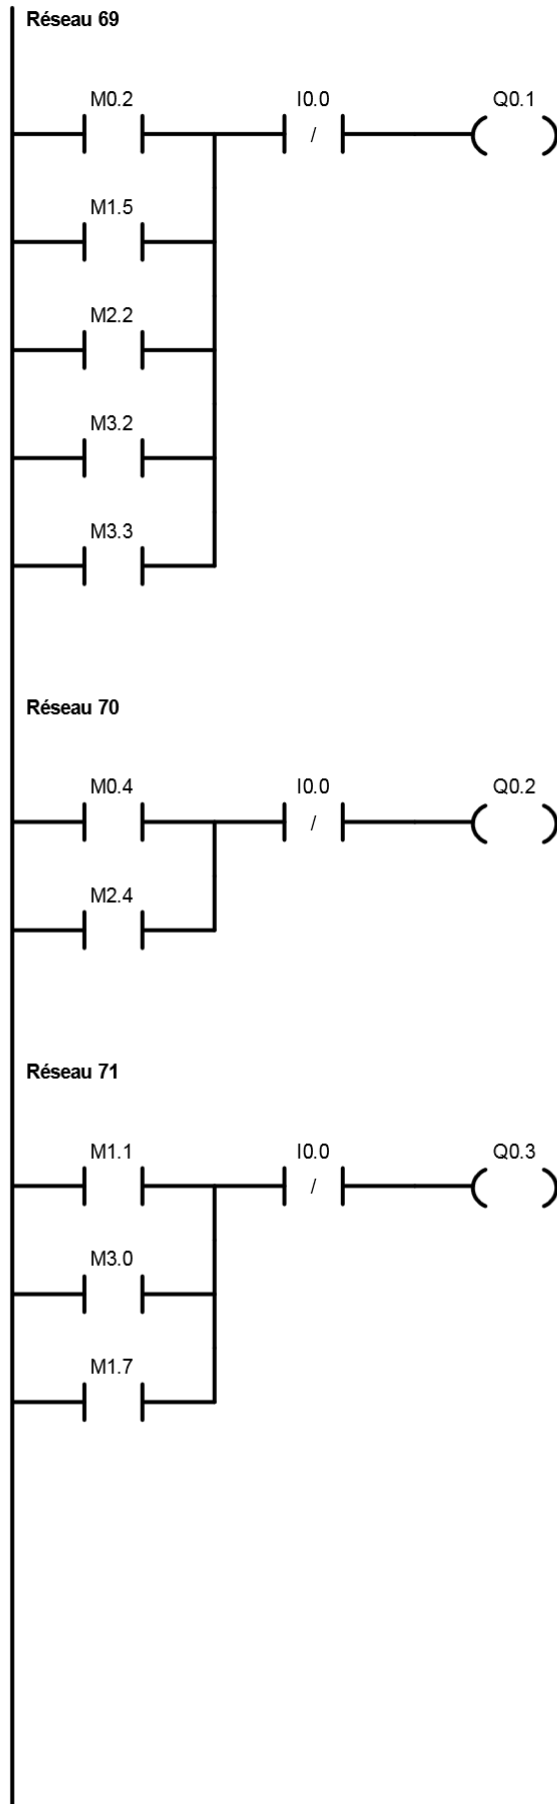 Réseau 69
M0.2 I0.0 Q0.1
/
M1.5
M2.2
M3.2
M3.3
Réseau 70
M0.4 I0.0 Q0.2
/
M2.4
Réseau 71
M1.1 I0.0 Q0.3
/
M3.0
M1.7